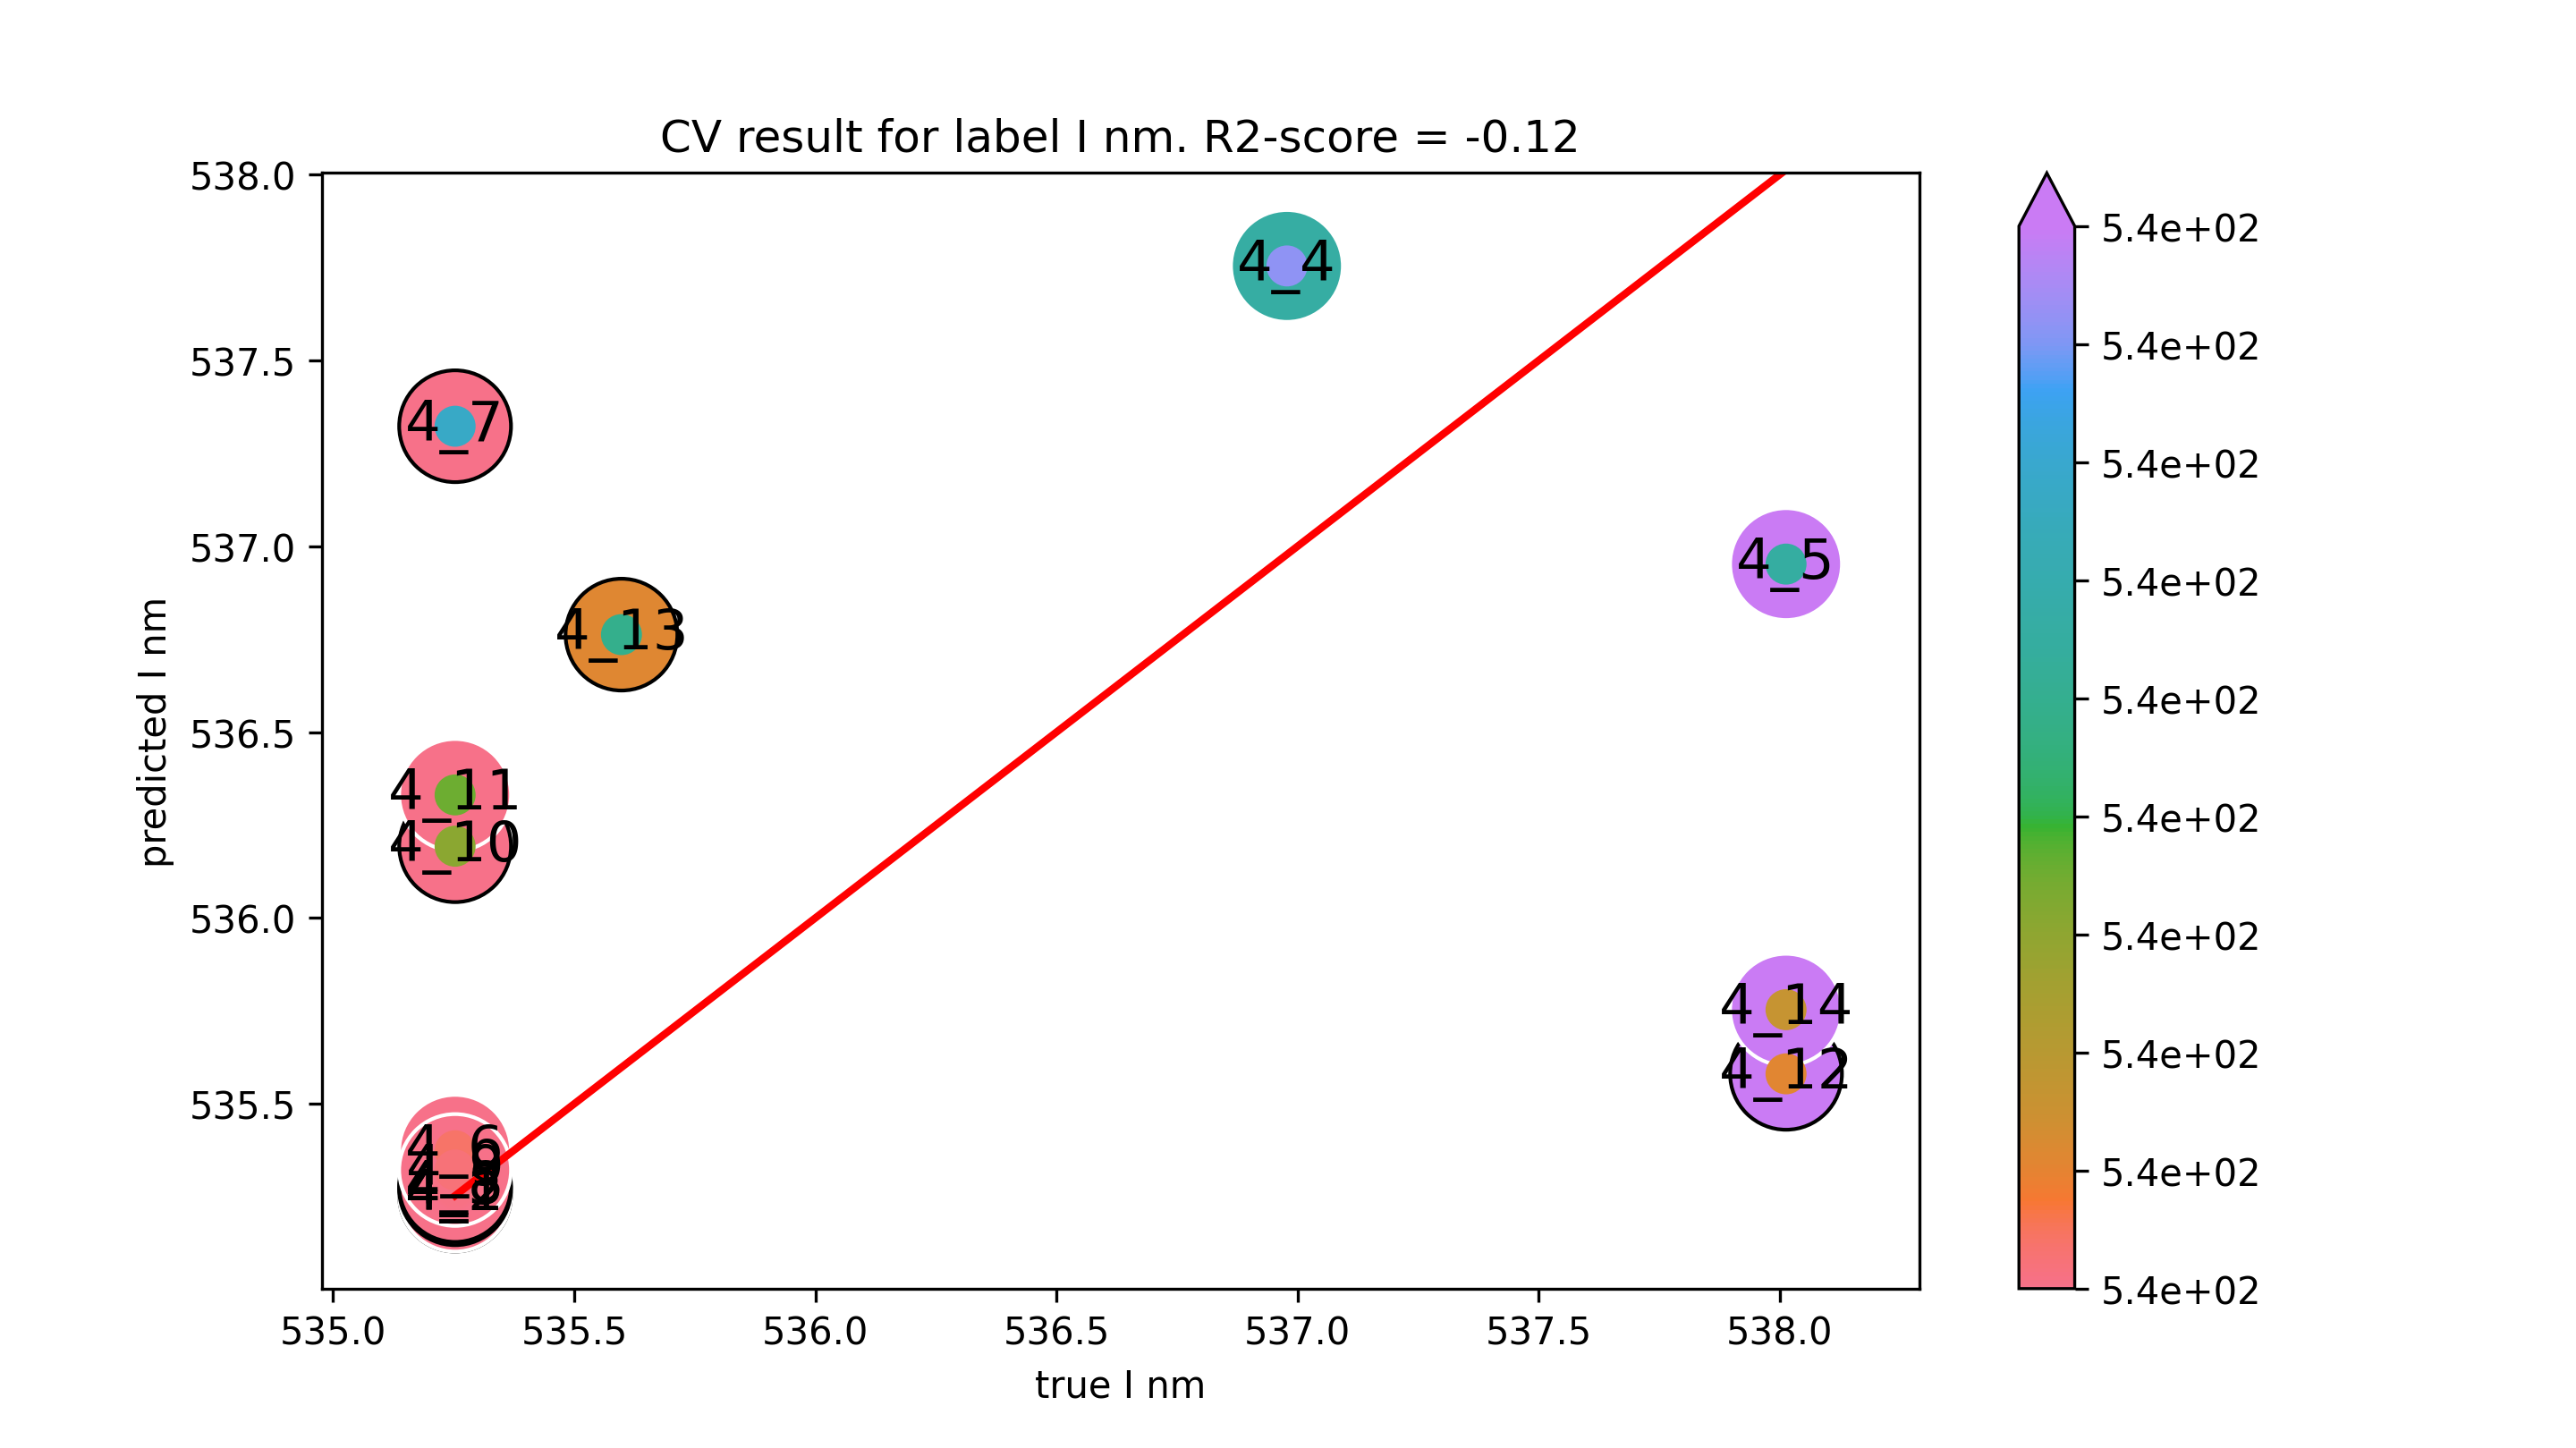 CV result for label I nm. R2-score = -0.12
538.0
537.5
537.0
536.5
536.0
535.5
predicted I nm
4_4
4_7
4_5
4_13
4_11
4_10
4_14
4_12
535.0 535.5 536.0 536.5 537.0 537.5 538.0
true I nm
5.4e+02
5.4e+02
5.4e+02
5.4e+02
5.4e+02
5.4e+02
5.4e+02
5.4e+02
5.4e+02
5.4e+02